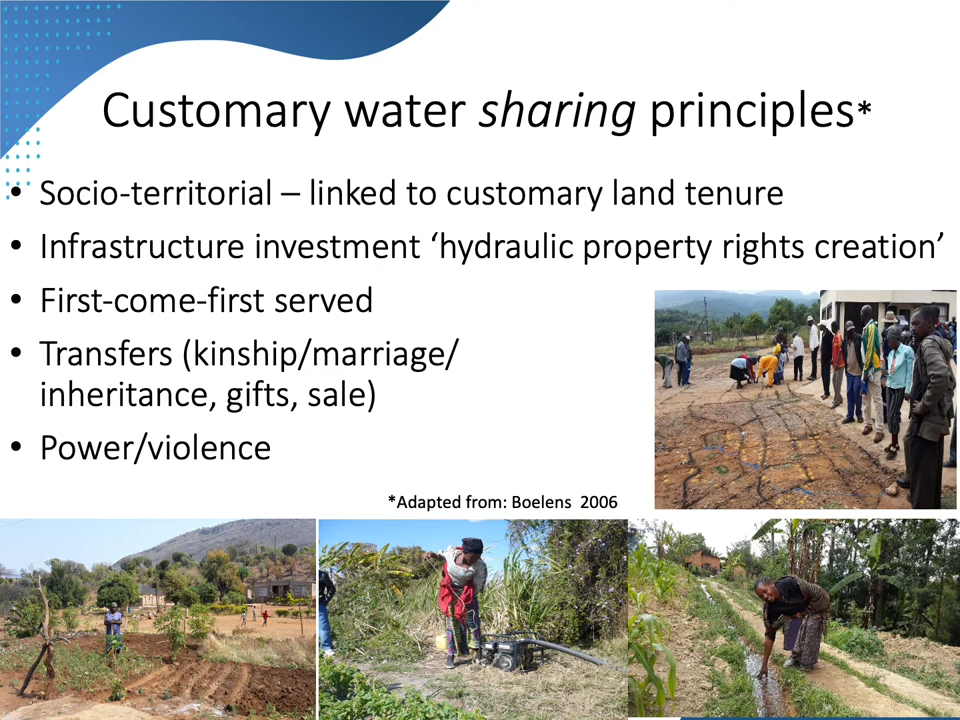 Customary water sharing principles*
• Socio-territorial – linked to customary land tenure
• Infrastructure investment ‘hydraulic property rights creation’
• First-come-first served
• Transfers (kinship/marriage/
inheritance, gifts, sale)
• Power/violence
*Adapted from: Boelens 2006